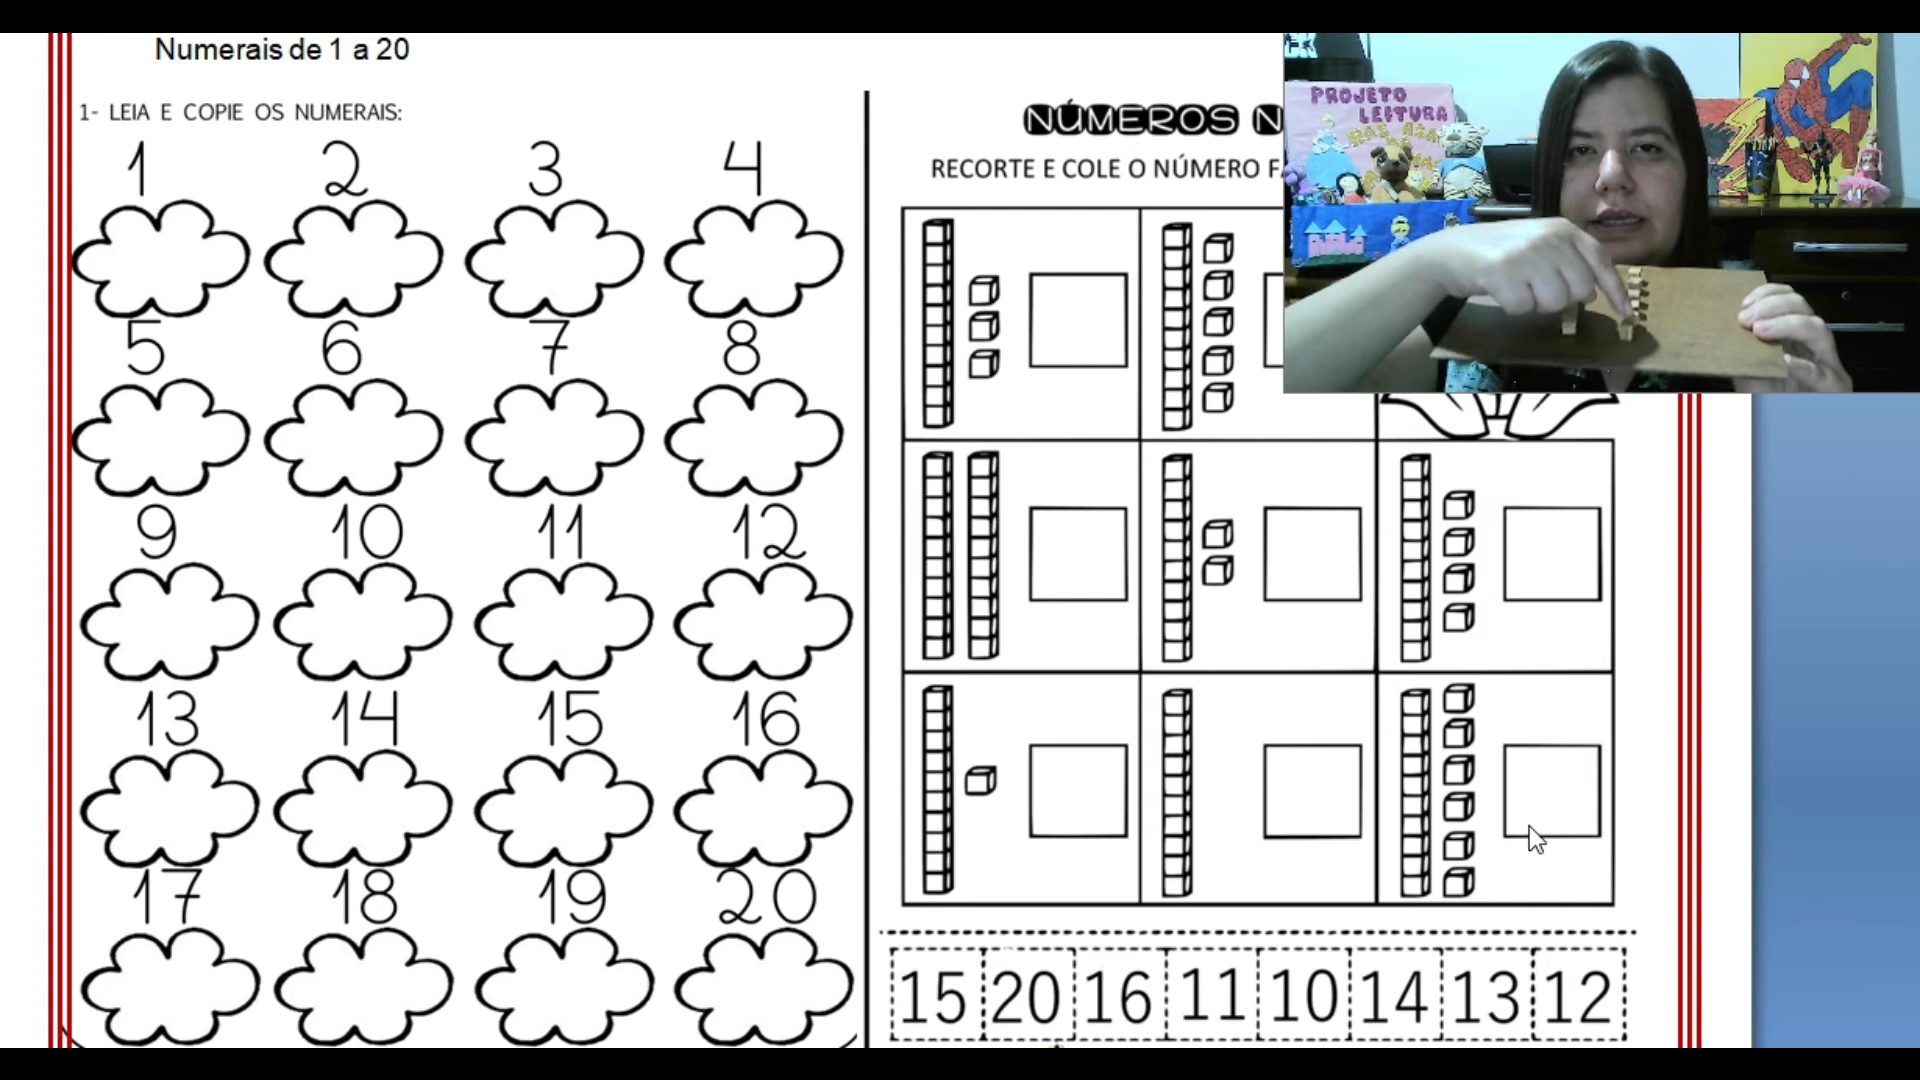 Numerais de 1 a 20
1- LEIA E COPIE OS NUMERAIS:
1 2 3 4
5 6 7 8
9 10 11 12
13 14 15 16
17 18 19 20
NÚMEROS N
RECORTE E COLE O NÚMERO FA
15 20 16 11 10 14 13 12
PROJETO
LEITURA